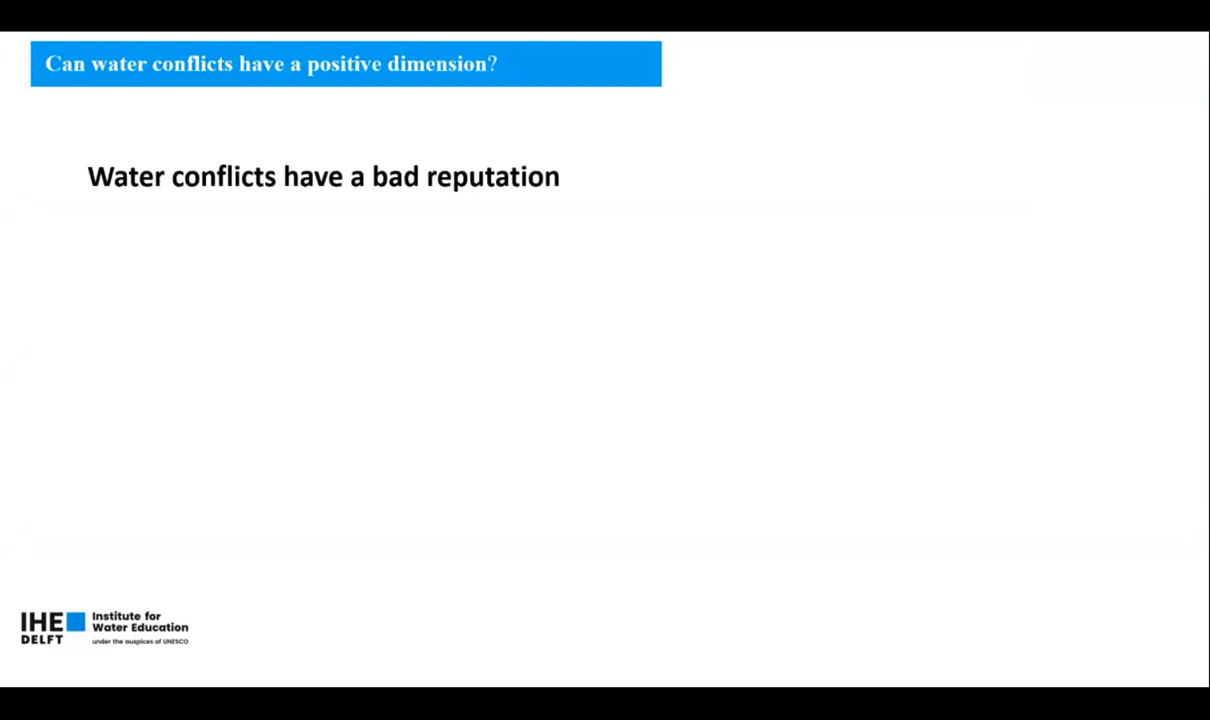 Can water conflicts have a positive dimension?
Water conflicts have a bad reputation
IHE
DELFT
Institute for
Water Education
under the auspices of UNESCO